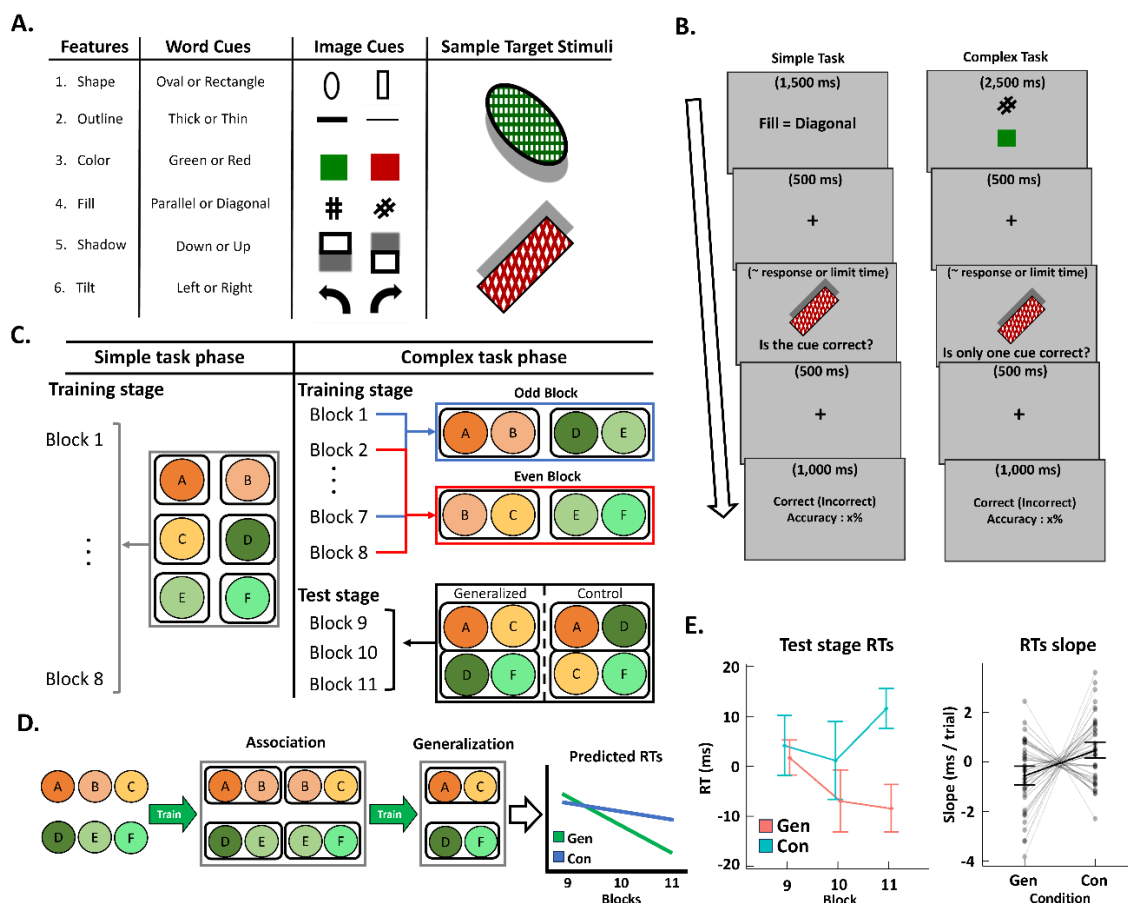 A.
Features Word Cues Image Cues Sample Target Stimuli
1. Shape Oval or Rectangle
2. Outline Thick or Thin
3. Color Green or Red
4. Fill Parallel or Diagonal
5. Shadow Down or Up
6. Tilt Left or Right
B.
Simple Task
(1,500 ms)
Fill = Diagonal
(500 ms)
+
(~ response or limit time)
Is the cue correct?
(500 ms)
+
(1,000 ms)
Correct (Incorrect)
Accuracy : x%
Complex Task
(2,500 ms)
(500 ms)
+
(~ response or limit time)
Is only one cue correct?
(500 ms)
+
(1,000 ms)
Correct (Incorrect)
Accuracy : x%
C.
Simple task phase
Training stage
Block 1
⋮
Block 8
A B
C D
E F
Complex task phase
Training stage
Block 1
Block 2
⋮
Block 7
Block 8
Odd Block
A B D E
Even Block
B C E F
Test stage
Block 9
Block 10
Block 11
Generalized Control
A C A D
D F C F
D.
A B C
D E F
Train
Association
A B B C
D E E F
Train
Generalization
A C
D F
Predicted RTs
Gen
Con
9 10 11
Blocks
E.
Test stage RTs
RT (ms)
20
10
0
-10
-20
Gen
Con
9 10 11
Block
RTs slope
Slope (ms / trial)
2
0
-2
-4
Gen Con
Condition